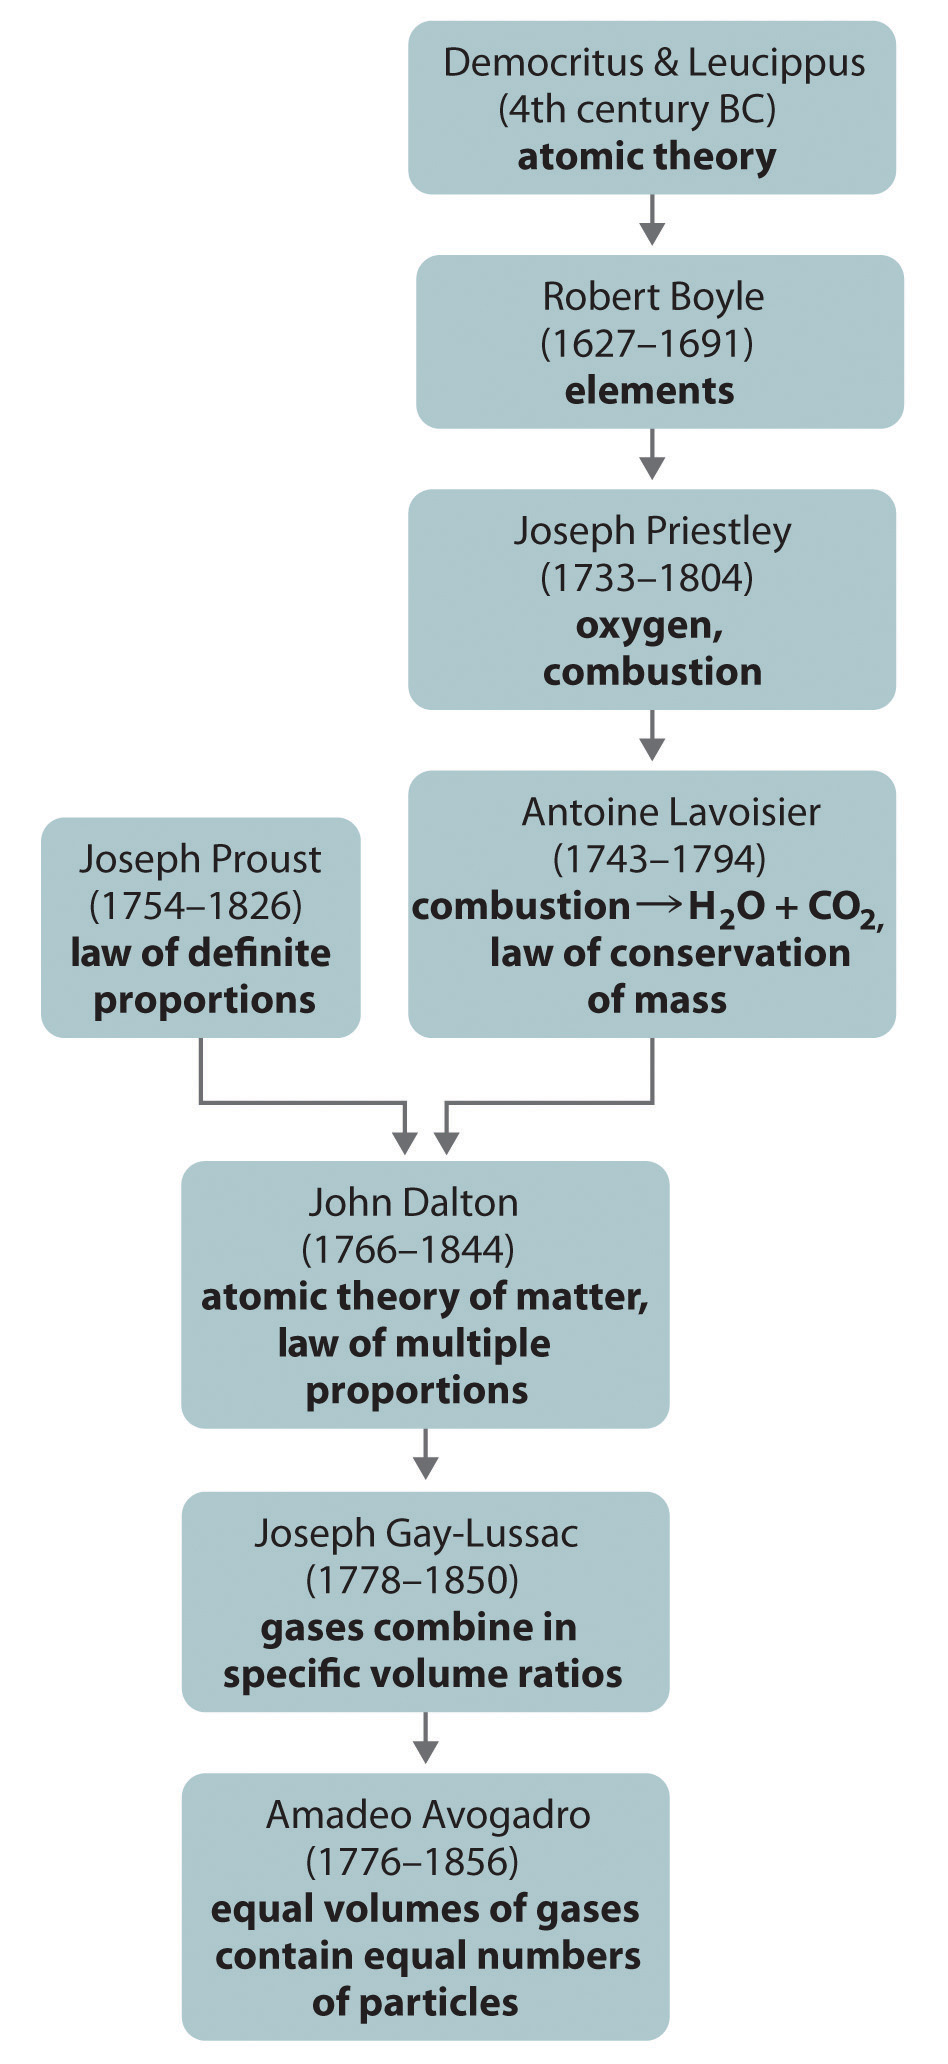 Democritus & Leucippus
(4th century BC)
atomic theory
Robert Boyle
(1627–1691)
elements
Joseph Priestley
(1733–1804)
oxygen,
combustion
Antoine Lavoisier
(1743–1794)
combustion → H₂O + CO₂,
law of conservation
of mass
Joseph Proust
(1754–1826)
law of definite
proportions
John Dalton
(1766–1844)
atomic theory of matter,
law of multiple
proportions
Joseph Gay-Lussac
(1778–1850)
gases combine in
specific volume ratios
Amadeo Avogadro
(1776–1856)
equal volumes of gases
contain equal numbers
of particles